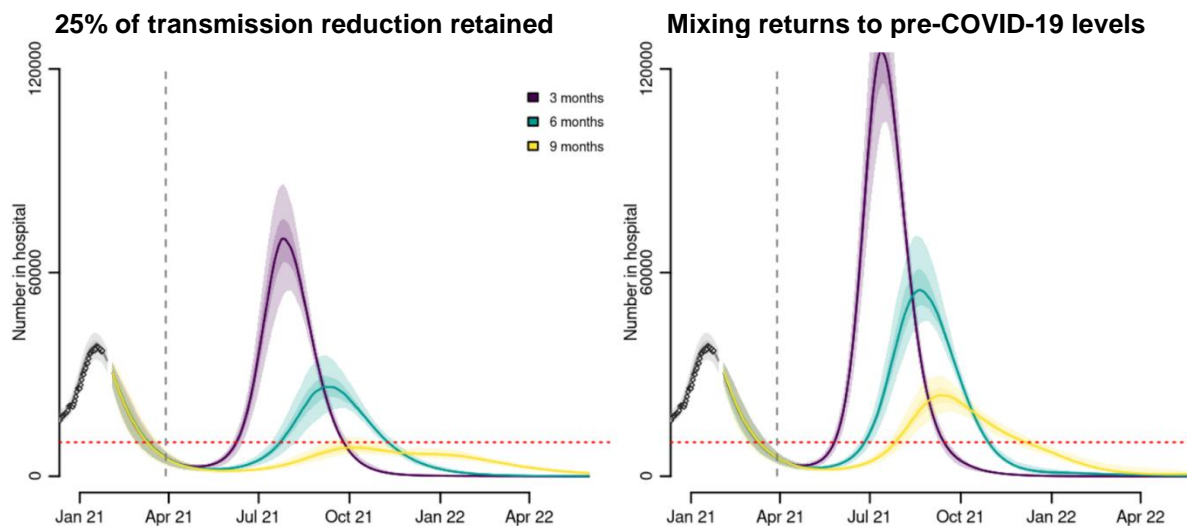 25% of transmission reduction retained
Number in hospital
120000
60000
0
3 months
6 months
9 months
Jan 21 Apr 21 Jul 21 Oct 21 Jan 22 Apr 22
Mixing returns to pre-COVID-19 levels
Number in hospital
120000
60000
0
Jan 21 Apr 21 Jul 21 Oct 21 Jan 22 Apr 22